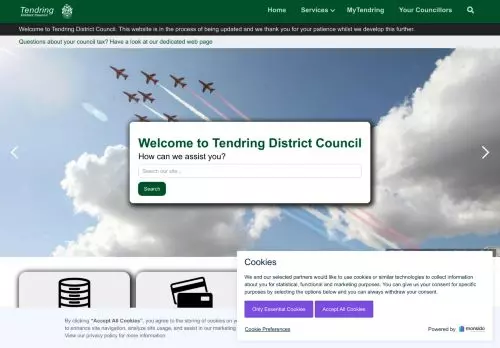 Tendring
District Council
Home
Services
MyTendring
Your Councillors
Welcome to Tendring District Council. This website is in the process of being updated and we thank you for your patience whilst we develop this further.
Questions about your council tax? Have a look at our dedicated web page
Welcome to Tendring District Council
How can we assist you?
Search our site...
Search
Cookies
We and our selected partners would like to use cookies or similar technologies to collect information
about you for statistical, functional and marketing purposes. You can give us your consent for specific
purposes by selecting the options below and you can always withdraw your consent.
Only Essential Cookies
Accept All Cookies
Cookie Preferences
Powered by
monsido
By clicking "Accept All Cookies", you agree to the storing of cookies on yo
to enhance site navigation, analyze site usage, and assist in our marketing
View our privacy policy for more information